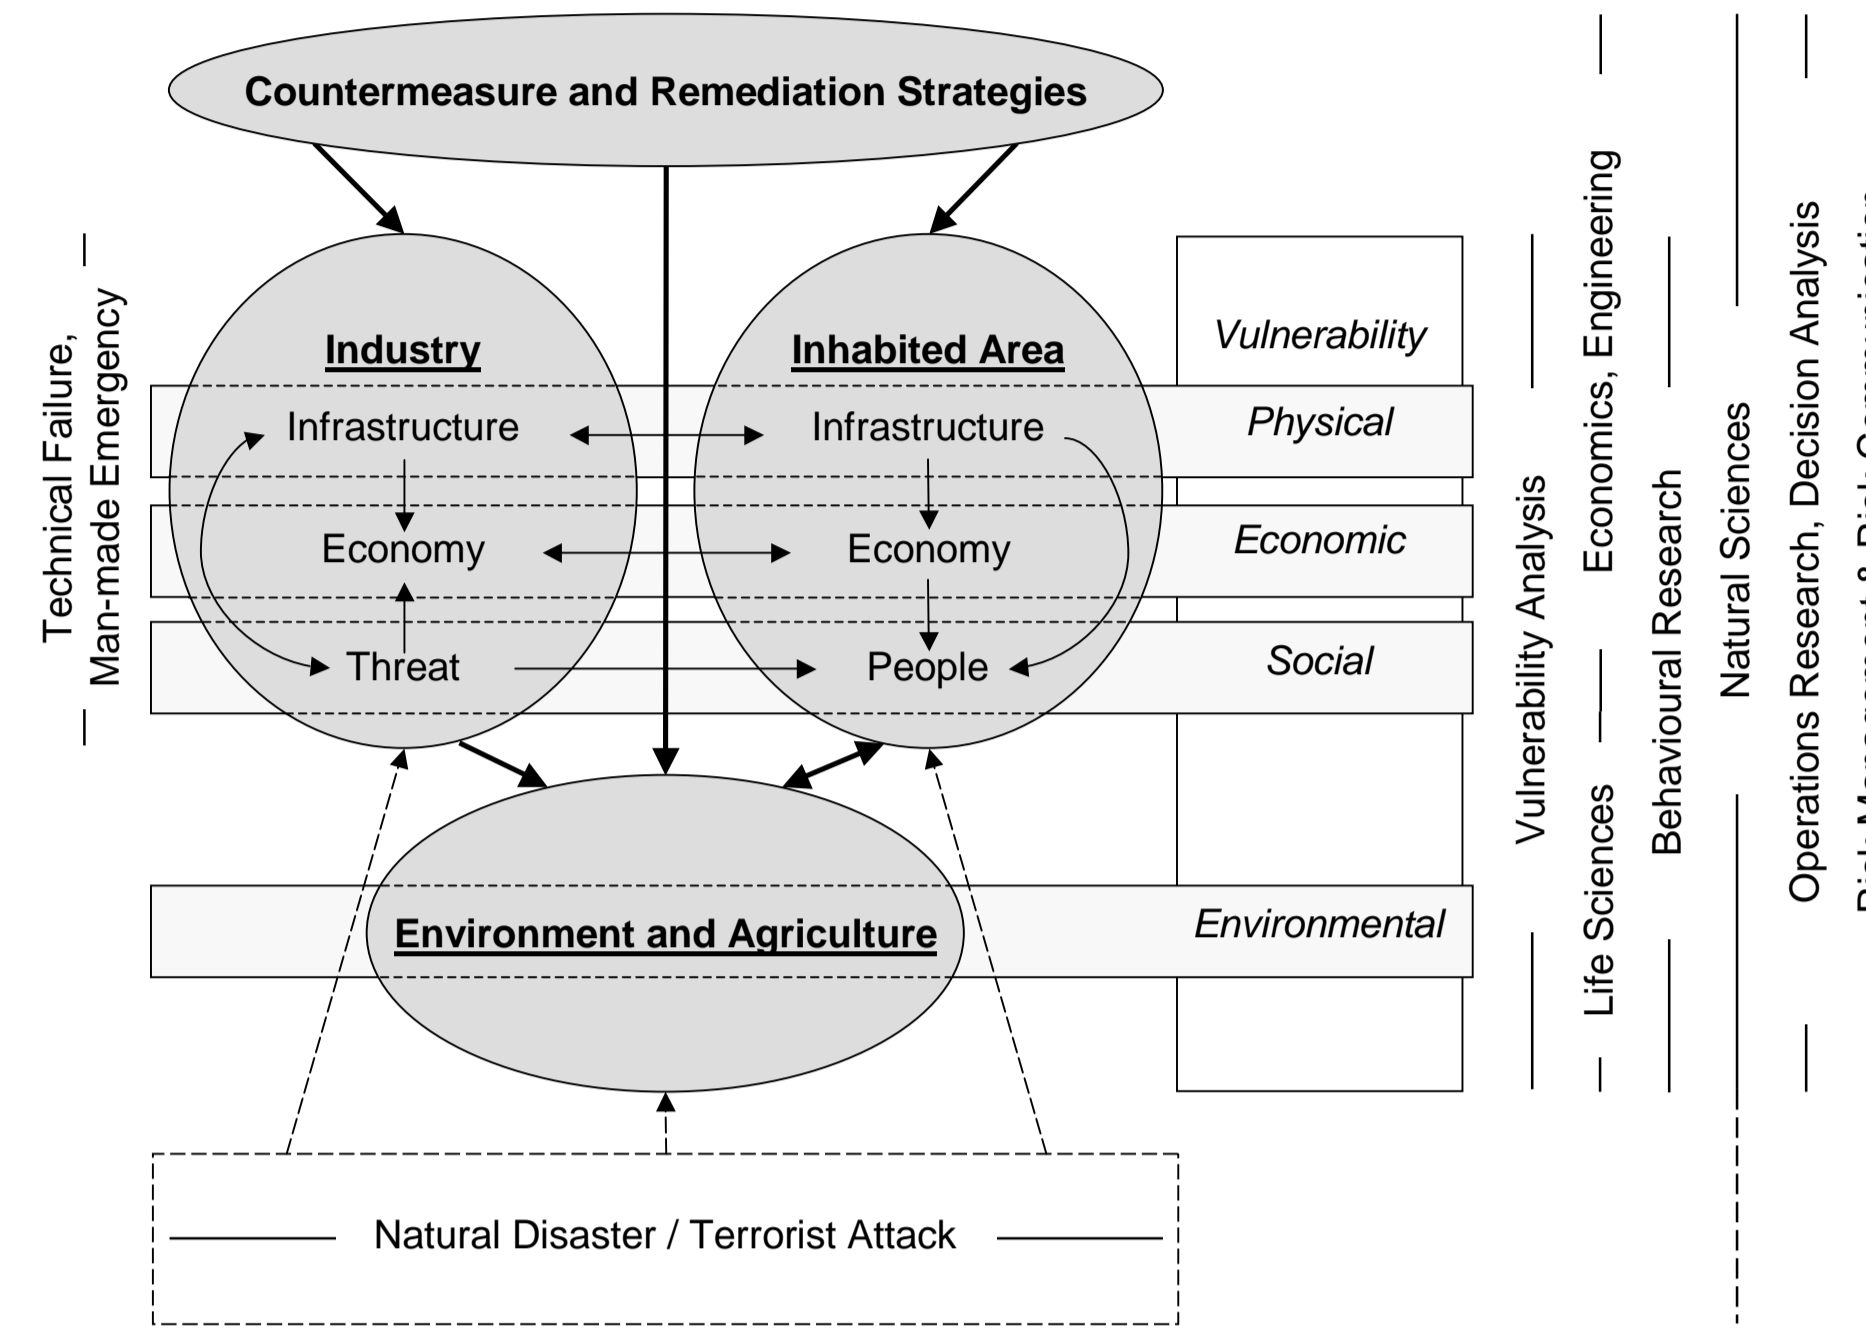 Countermeasure and Remediation Strategies
Technical Failure,
Man-made Emergency
Industry
Inhabited Area
Vulnerability
Infrastructure
Infrastructure
Physical
Economy
Economy
Economic
Threat
People
Social
Environment and Agriculture
Environmental
Natural Disaster / Terrorist Attack
Vulnerability Analysis
Economics, Engineering
Life Sciences
Behavioural Research
Natural Sciences
Operations Research, Decision Analysis